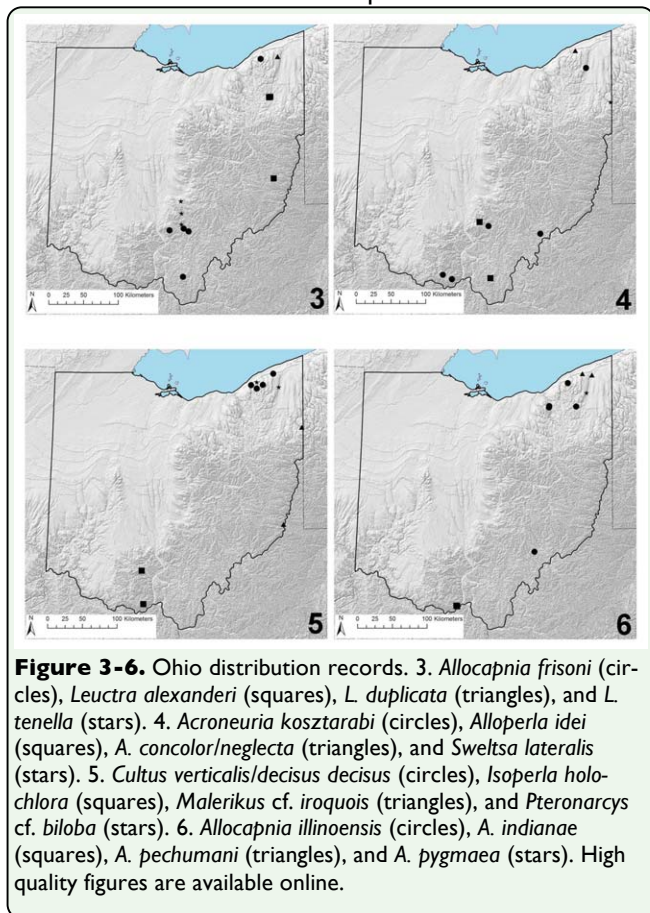 N
0 25 50 100 Kilometers
3
N
0 25 50 100 Kilometers
4
N
0 25 50 100 Kilometers
5
N
0 25 50 100 Kilometers
6
Figure 3-6. Ohio distribution records. 3. Allocapnia frisoni (cir-
cles), Leuctra alexanderi (squares), L. duplicata (triangles), and L.
tenella (stars). 4. Acroneuria kosztarabi (circles), Alloperla idei
(squares), A. concolor/neglecta (triangles), and Sweltsa lateralis
(stars). 5. Cultus verticalis/decisus decisus (circles), Isoperla holo-
chlora (squares), Malerikus cf. iroquois (triangles), and Pteronarcys
cf. biloba (stars). 6. Allocapnia illinoensis (circles), A. indianae
(squares), A. pechumani (triangles), and A. pygmaea (stars). High
quality figures are available online.